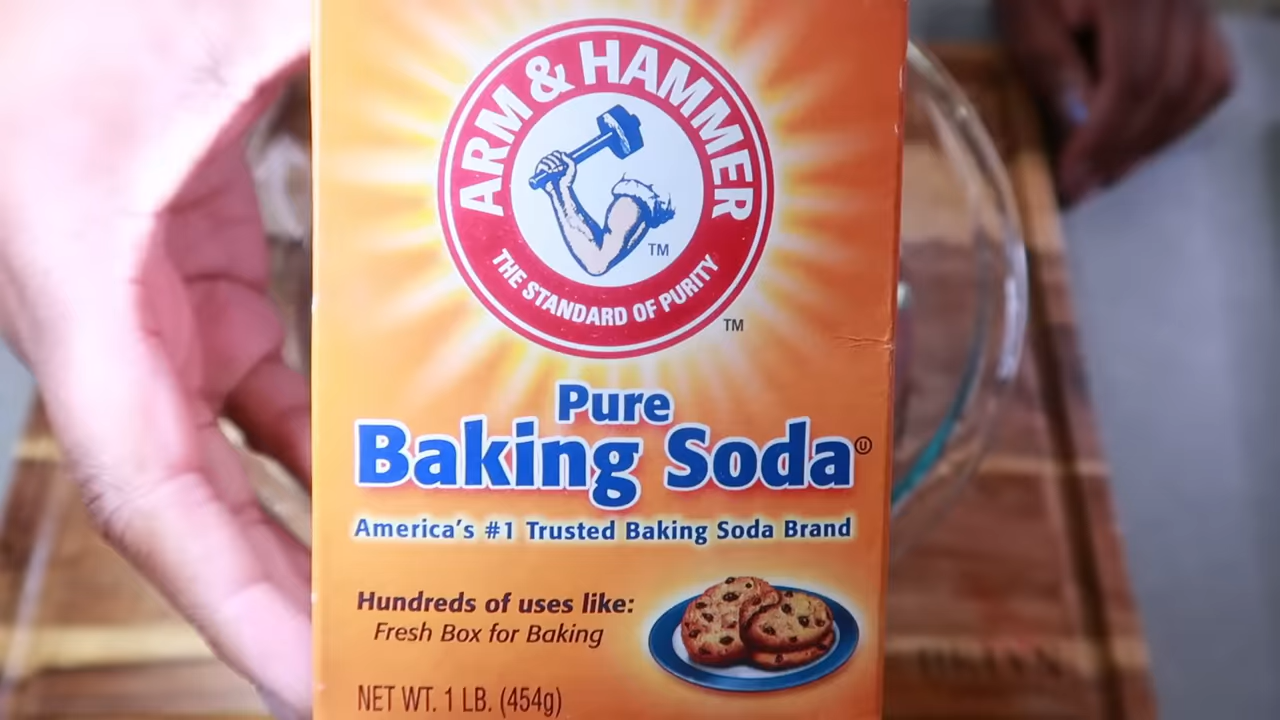 ARM & HAMMER
TM
THE STANDARD OF PURITY
TM
Pure
Baking Soda Ⓤ
America's #1 Trusted Baking Soda Brand
Hundreds of uses like:
Fresh Box for Baking
NET WT. 1 LB. (454g)